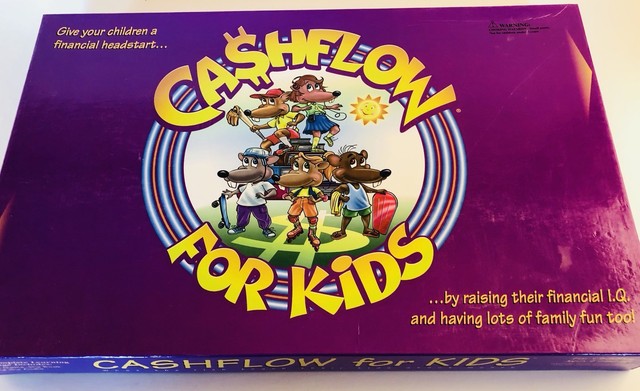 Give your children a
financial headstart...
WARNING:
CA$HFLOW
FOR KiDS
...by raising their financial I.Q.
and having lots of family fun too!
CASHFLOW for KIDS